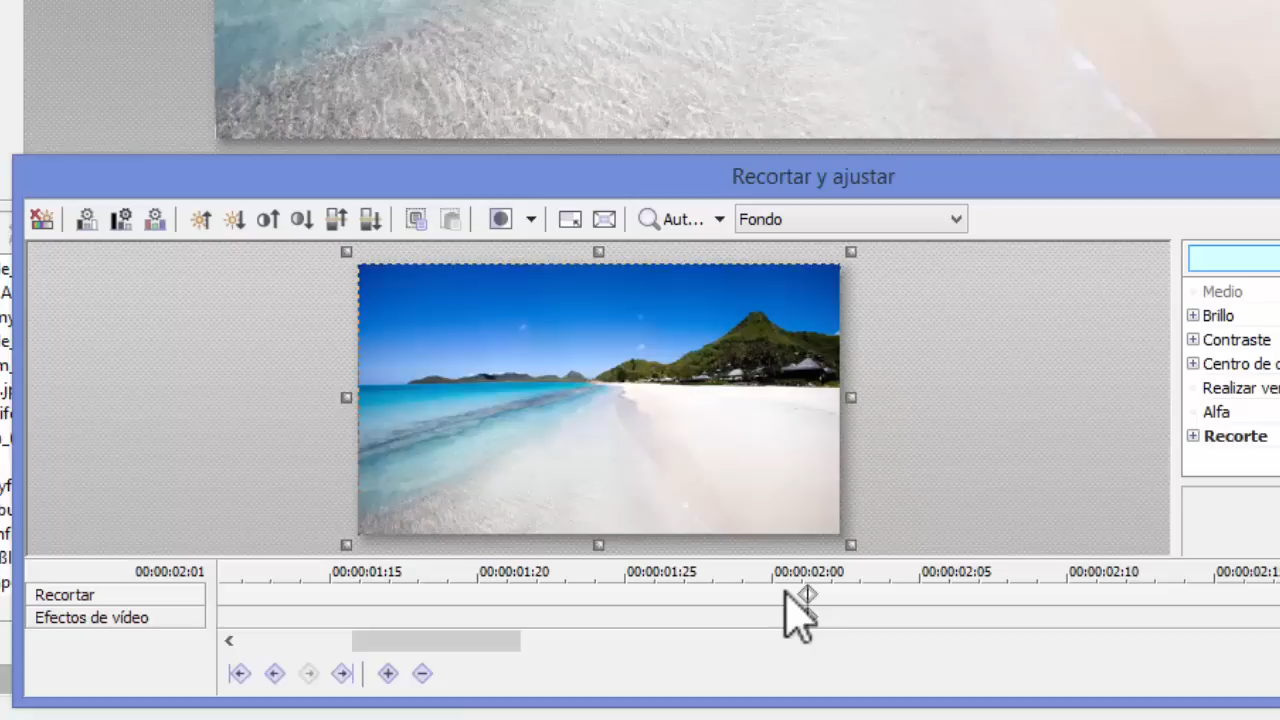 Recortar y ajustar
Aut...
Fondo
Medio
Brillo
Contraste
Centro de
Realizar
Alfa
Recorte
00:00:02:01
00:00:01:15
00:00:01:20
00:00:01:25
00:00:02:00
00:00:02:05
00:00:02:10
Recortar
Efectos de vídeo